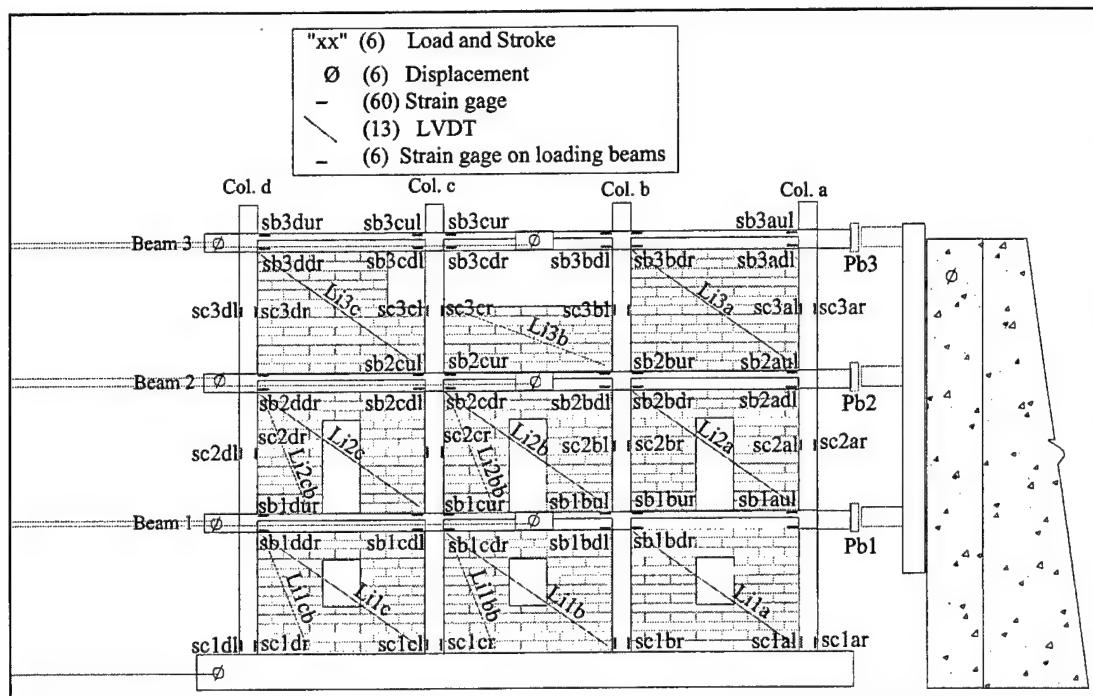 "xx" (6) Load and Stroke
Ø (6) Displacement
– (60) Strain gage
\ (13) LVDT
– (6) Strain gage on loading beams
Col. d Col. c Col. b Col. a
sb3dur sb3cul sb3cur sb3aul
Beam 3 Ø Ø
sb3ddr sb3cdl sb3cdr sb3bdl sb3bdr sb3adl Pb3 Ø
sc3dl sc3dr Li3c sc3cl sc3cr Li3b sc3bl Li3a sc3al sc3ar
sb2cul sb2cur sb2bur sb2aul
Beam 2 Ø Ø
sb2ddr sb2cdl sb2cdr sb2bdl sb2bdr sb2adl Pb2
sc2dl sc2dr Li2cb Li2c sc2cr Li2bb Li2b sc2bl sc2br Li2a sc2al sc2ar
sb1dur sb1cur sb1bul sb1bur sb1aul
Beam 1 Ø Ø
sb1ddr sb1cdl sb1cdr sb1bdl sb1bdr Pb1
Li1cb Li1c Li1bb Li1b Li1a
sc1dl sc1dr sc1cl sc1cr sc1br sc1al sc1ar
Ø